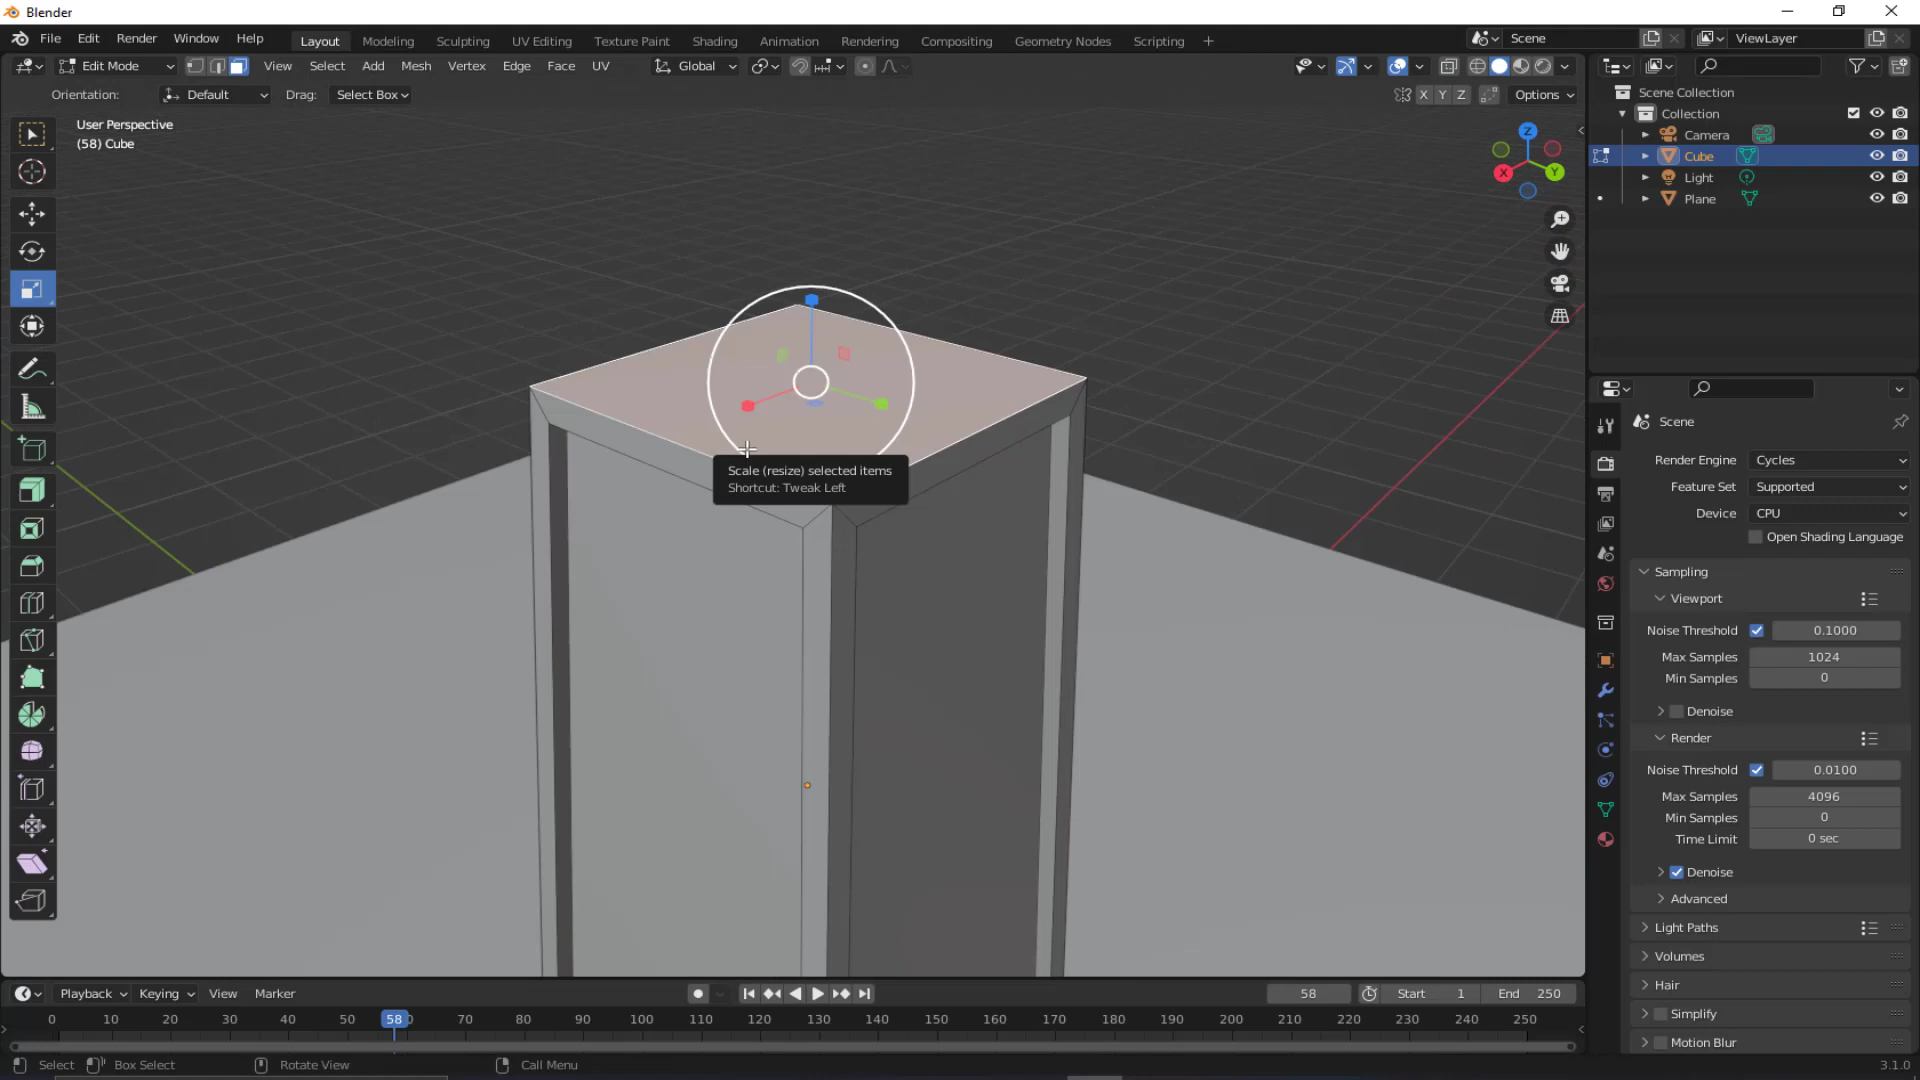 Blender
File Edit Render Window Help
Layout Modeling Sculpting UV Editing Texture Paint Shading Animation Rendering Compositing Geometry Nodes Scripting +
Scene
ViewLayer
Edit Mode View Select Add Mesh Vertex Edge Face UV Global
Orientation: Default Drag: Select Box
X Y Z Options
User Perspective
(58) Cube
Z
X
Y
Scale (resize) selected items
Shortcut: Tweak Left
Scene Collection
Collection
Camera
Cube
Light
Plane
Scene
Render Engine Cycles
Feature Set Supported
Device CPU
Open Shading Language
Sampling
Viewport
Noise Threshold 0.1000
Max Samples 1024
Min Samples 0
Denoise
Render
Noise Threshold 0.0100
Max Samples 4096
Min Samples 0
Time Limit 0 sec
Denoise
Advanced
Light Paths
Volumes
Hair
Simplify
Motion Blur
Playback Keying View Marker
58 Start 1 End 250
0 10 20 30 40 50 58 70 80 90 100 110 120 130 140 150 160 170 180 190 200 210 220 230 240 250
Select Box Select Rotate View Call Menu
3.1.0